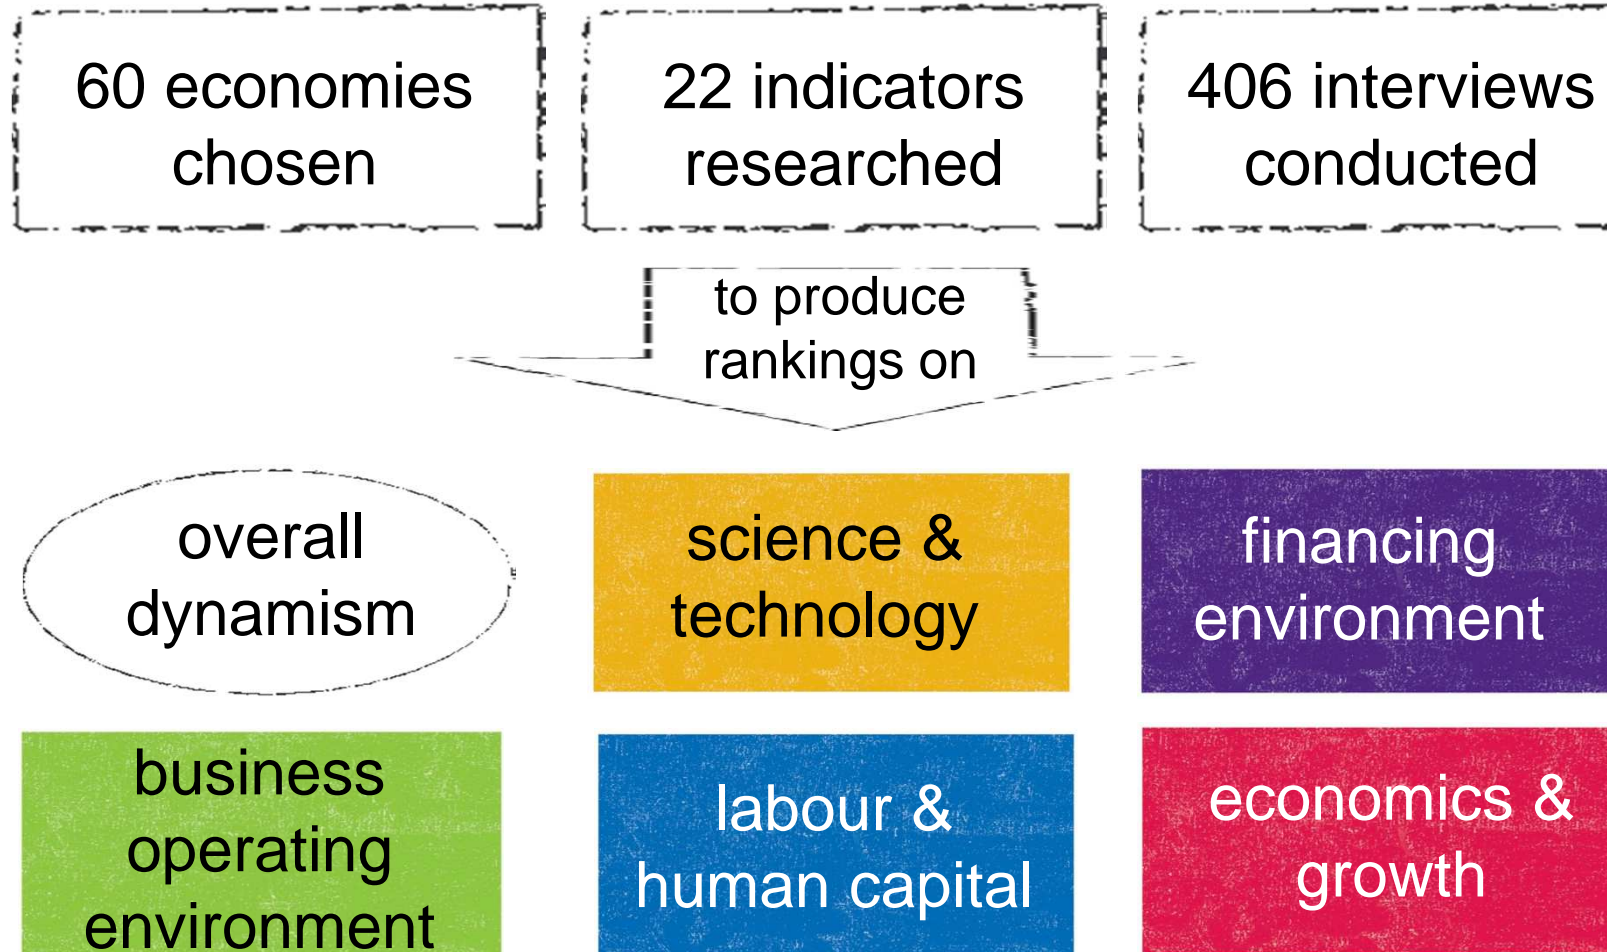 60 economies
chosen
22 indicators
researched
406 interviews
conducted
to produce
rankings on
overall
dynamism
science &
technology
financing
environment
business
operating
environment
labour &
human capital
economics &
growth